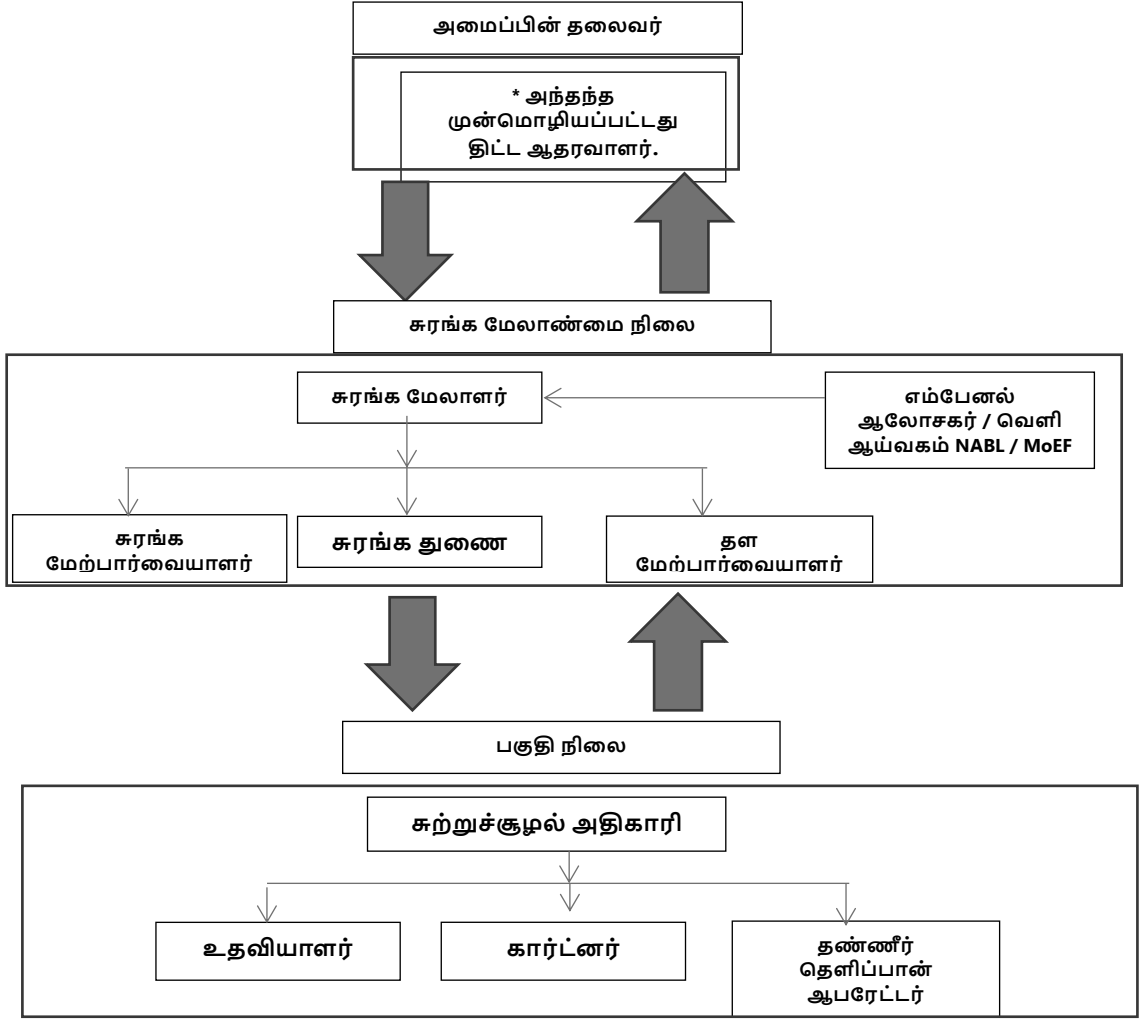 அமைப்பின் தலைவர்
* அந்தந்த
முன்மொழியப்பட்டது
திட்ட ஆதரவாளர்.
சுரங்க மேலாண்மை நிலை
சுரங்க மேலாளர்
எம்பேனல்
ஆலோசகர் / வெளி
ஆய்வகம் NABL / MoEF
சுரங்க
மேற்பார்வையாளர்
சுரங்க துணை
தள
மேற்பார்வையாளர்
பகுதி நிலை
சுற்றுச்சூழல் அதிகாரி
உதவியாளர்
கார்ட்னர்
தண்ணீர்
தெளிப்பான்
ஆபரேட்டர்